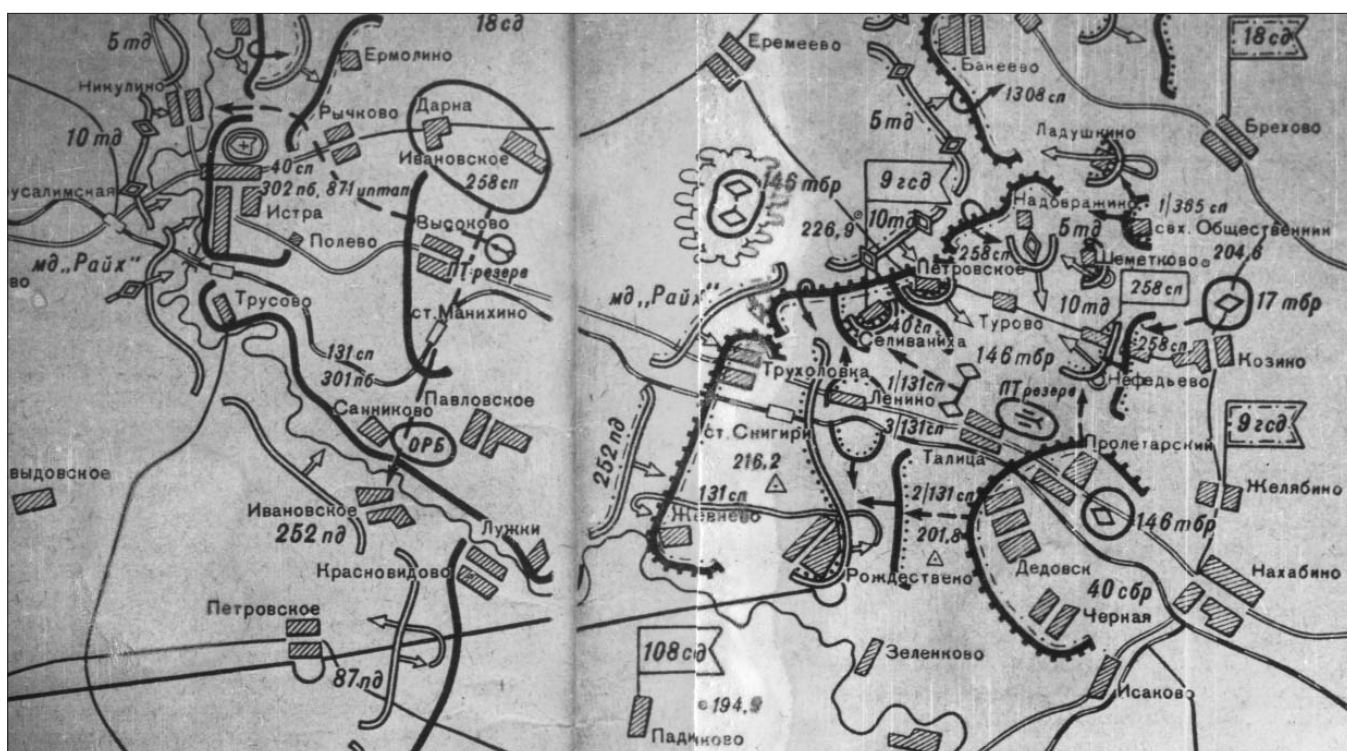 18 сд
5 тд
Ермолино
Никулино
Рычково
Дарна
10 тд
40 сп
Ивановское
258 сп
302 пб, 871 иптап
усалимская
Истра
Высоково
Полево
ПТ резерв
мд „Райх"
во
Трусово
ст. Манихино
131 сп
301 пб
Санниково
Павловское
ОРБ
выдовское
Ивановское
252 пд
Лужки
Красновидово
Петровское
87 пд
Еремеево
Бакеево
18 сд
1308 сп
5 тд
Ладушкино
Брехово
146 тбр
9 гсд
Надовражино
1/365 сп
свх. Общественник
226,9
10 тд
5 тд
204,6
258 сп
Шеметково
Петровское
258 сп
мд „Райх"
10 тд
17 тбр
Турово
40 сп
Селиваниха
258 сп
146 тбр
Козино
Трухоловка
1/131 сп
Нефедьево
Ленино
ПТ резерв
3/131 сп
9 гсд
ст. Снигири
Пролетарский
252 пд
216,2
Талица
131 сп
2/131 сп
Желябино
Жевнево
146 тбр
201,8
Рождествено
Дедовск
Нахабино
40 сбр
Черная
108 сд
Зеленково
Исаково
194,9
Падиково